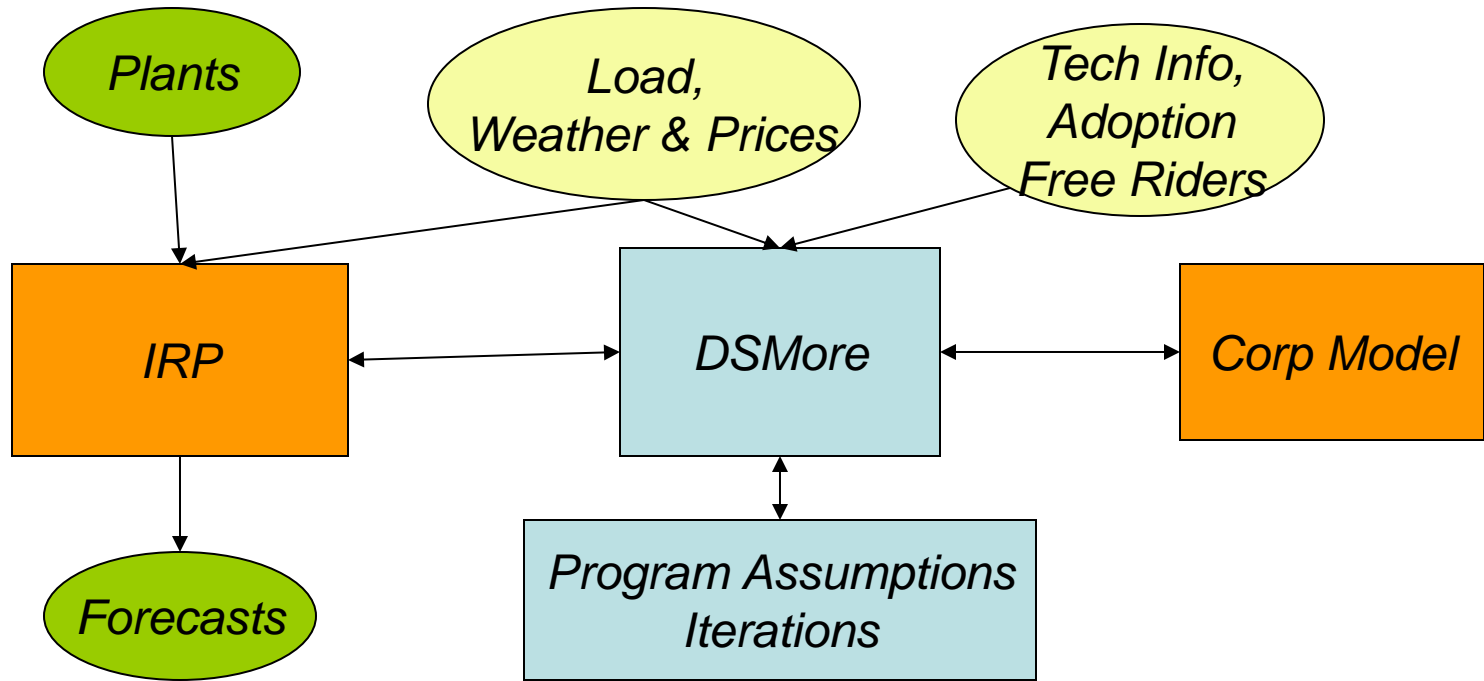 Plants
Load,
Weather & Prices
Tech Info,
Adoption
Free Riders
IRP
DSMore
Corp Model
Forecasts
Program Assumptions
Iterations